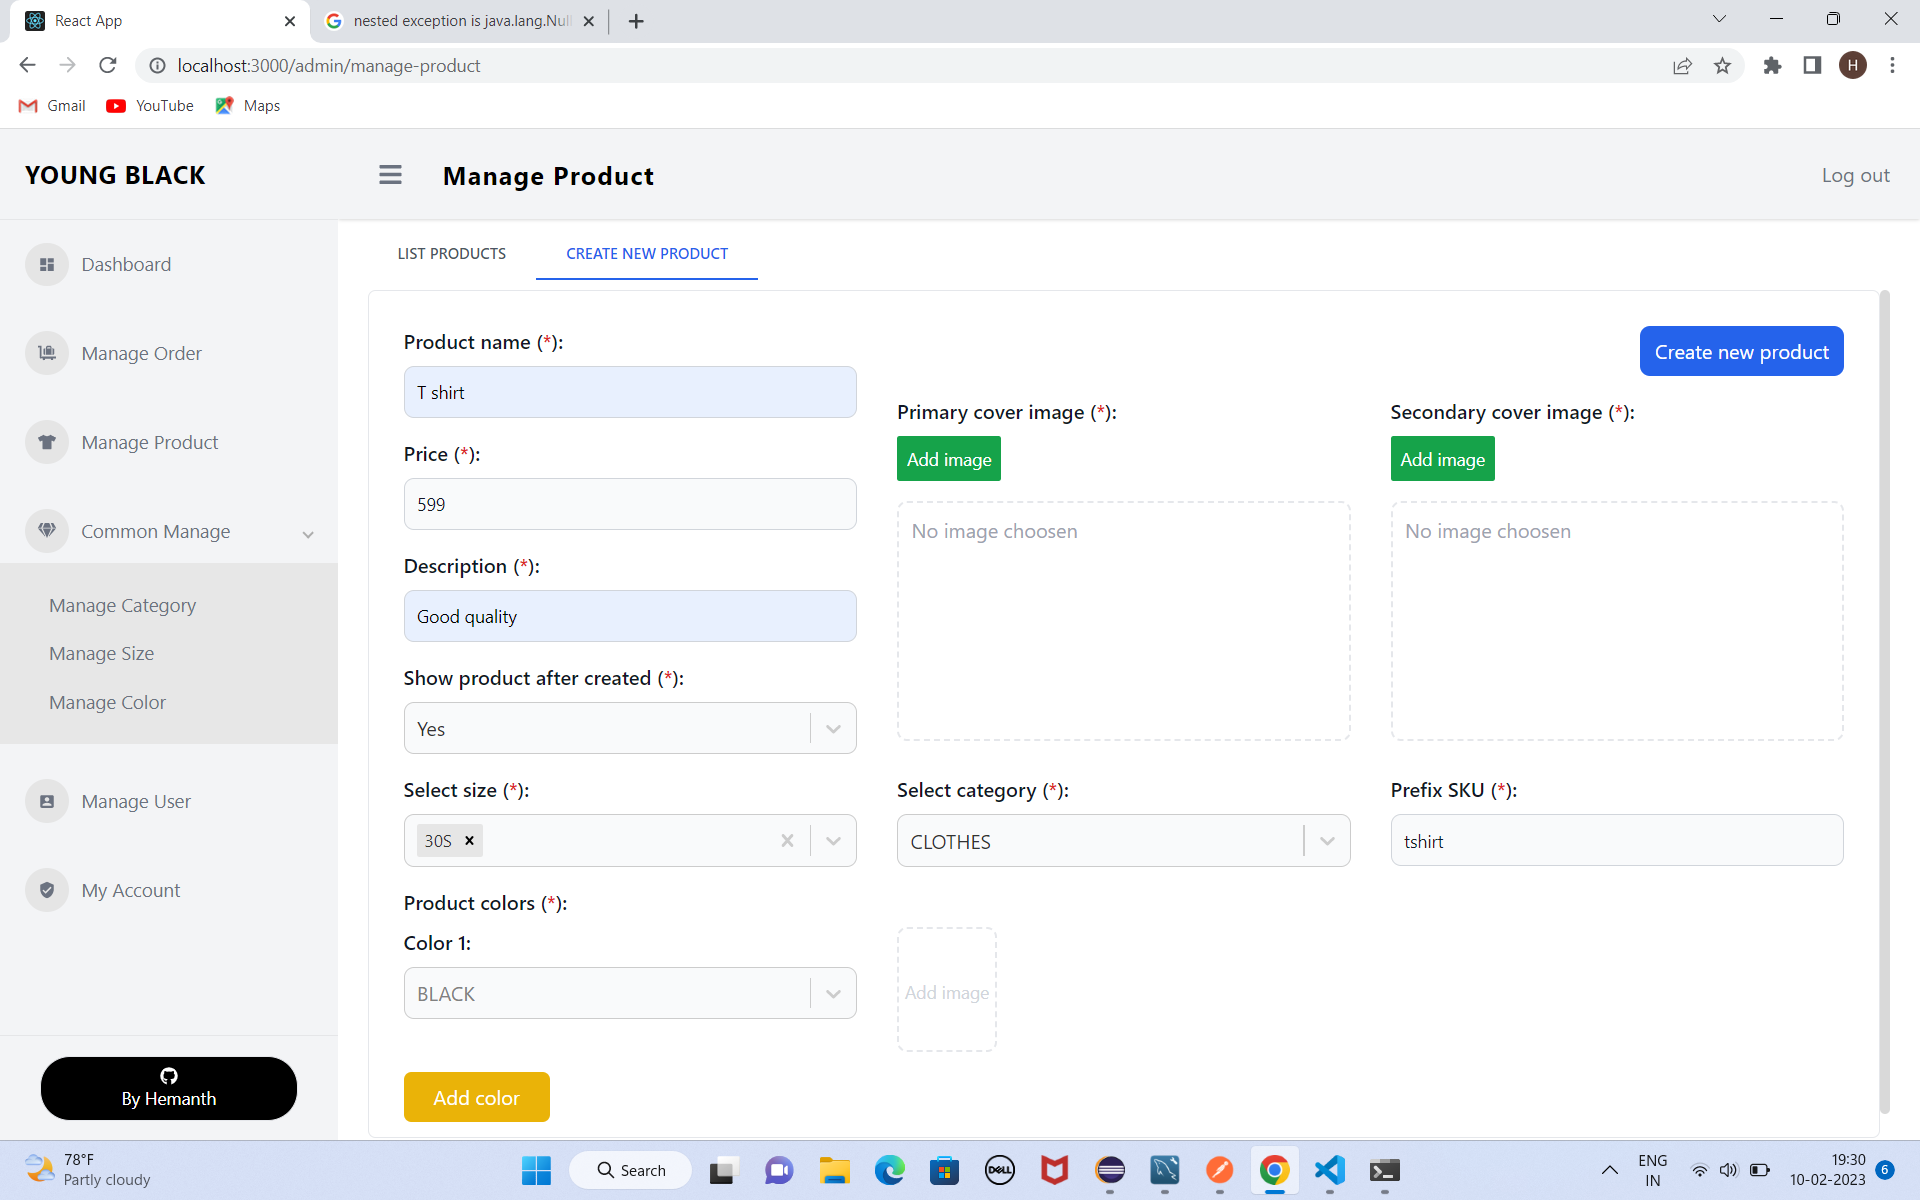 React App
nested exception is java.lang.Nul
localhost:3000/admin/manage-product
H
Gmail
YouTube
Maps
YOUNG BLACK
Manage Product
Log out
Dashboard
Manage Order
Manage Product
Common Manage
Manage Category
Manage Size
Manage Color
Manage User
My Account
By Hemanth
LIST PRODUCTS
CREATE NEW PRODUCT
Create new product
Product name (*):
T shirt
Price (*):
599
Description (*):
Good quality
Show product after created (*):
Yes
Primary cover image (*):
Add image
No image choosen
Secondary cover image (*):
Add image
No image choosen
Select size (*):
30S
Select category (*):
CLOTHES
Prefix SKU (*):
tshirt
Product colors (*):
Color 1:
BLACK
Add image
Add color
78°F
Partly cloudy
Search
DELL
ENG
IN
19:30
10-02-2023
6